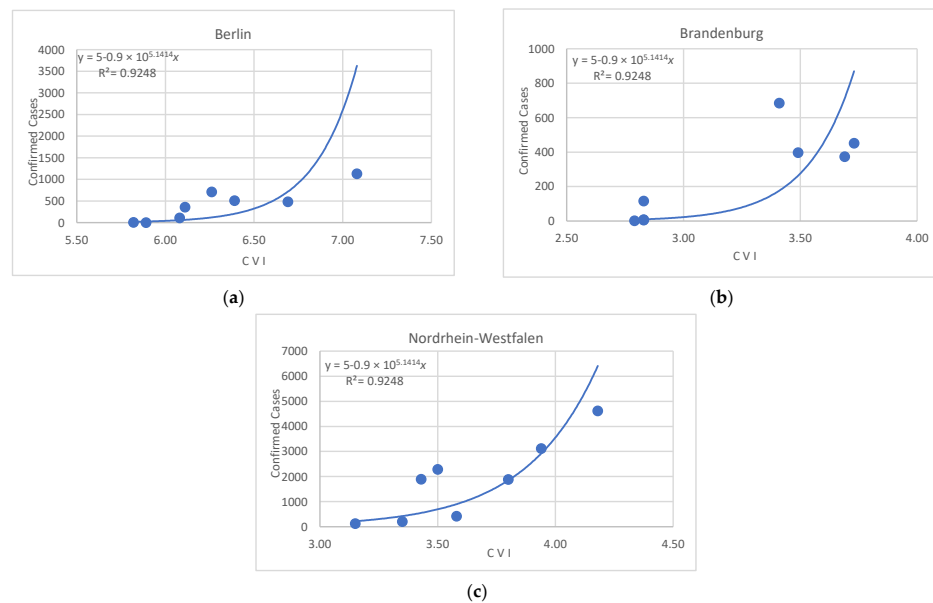 Berlin
y = 5-0.9 × 10^5.1414x
R² = 0.9248
4000
3500
3000
2500
2000
1500
1000
500
0
Confirmed Cases
5.50 6.00 6.50 7.00 7.50
C V I
(a)
Brandenburg
y = 5-0.9 × 10^5.1414x
R² = 0.9248
1000
800
600
400
200
0
Confirmed Cases
2.50 3.00 3.50 4.00
C V I
(b)
Nordrhein-Westfalen
y = 5-0.9 × 10^5.1414x
R² = 0.9248
7000
6000
5000
4000
3000
2000
1000
0
Confirmed Cases
3.00 3.50 4.00 4.50
C V I
(c)